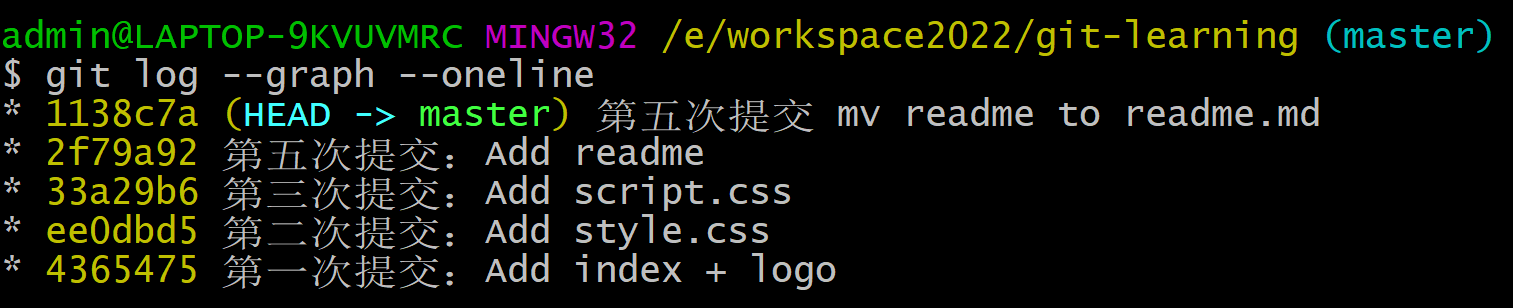 admin@LAPTOP-9KVUVMRC MINGW32 /e/workspace2022/git-learning (master)
$ git log --graph --oneline
* 1138c7a (HEAD -> master) 第五次提交 mv readme to readme.md
* 2f79a92 第五次提交：Add readme
* 33a29b6 第三次提交：Add script.css
* ee0dbd5 第二次提交：Add style.css
* 4365475 第一次提交：Add index + logo